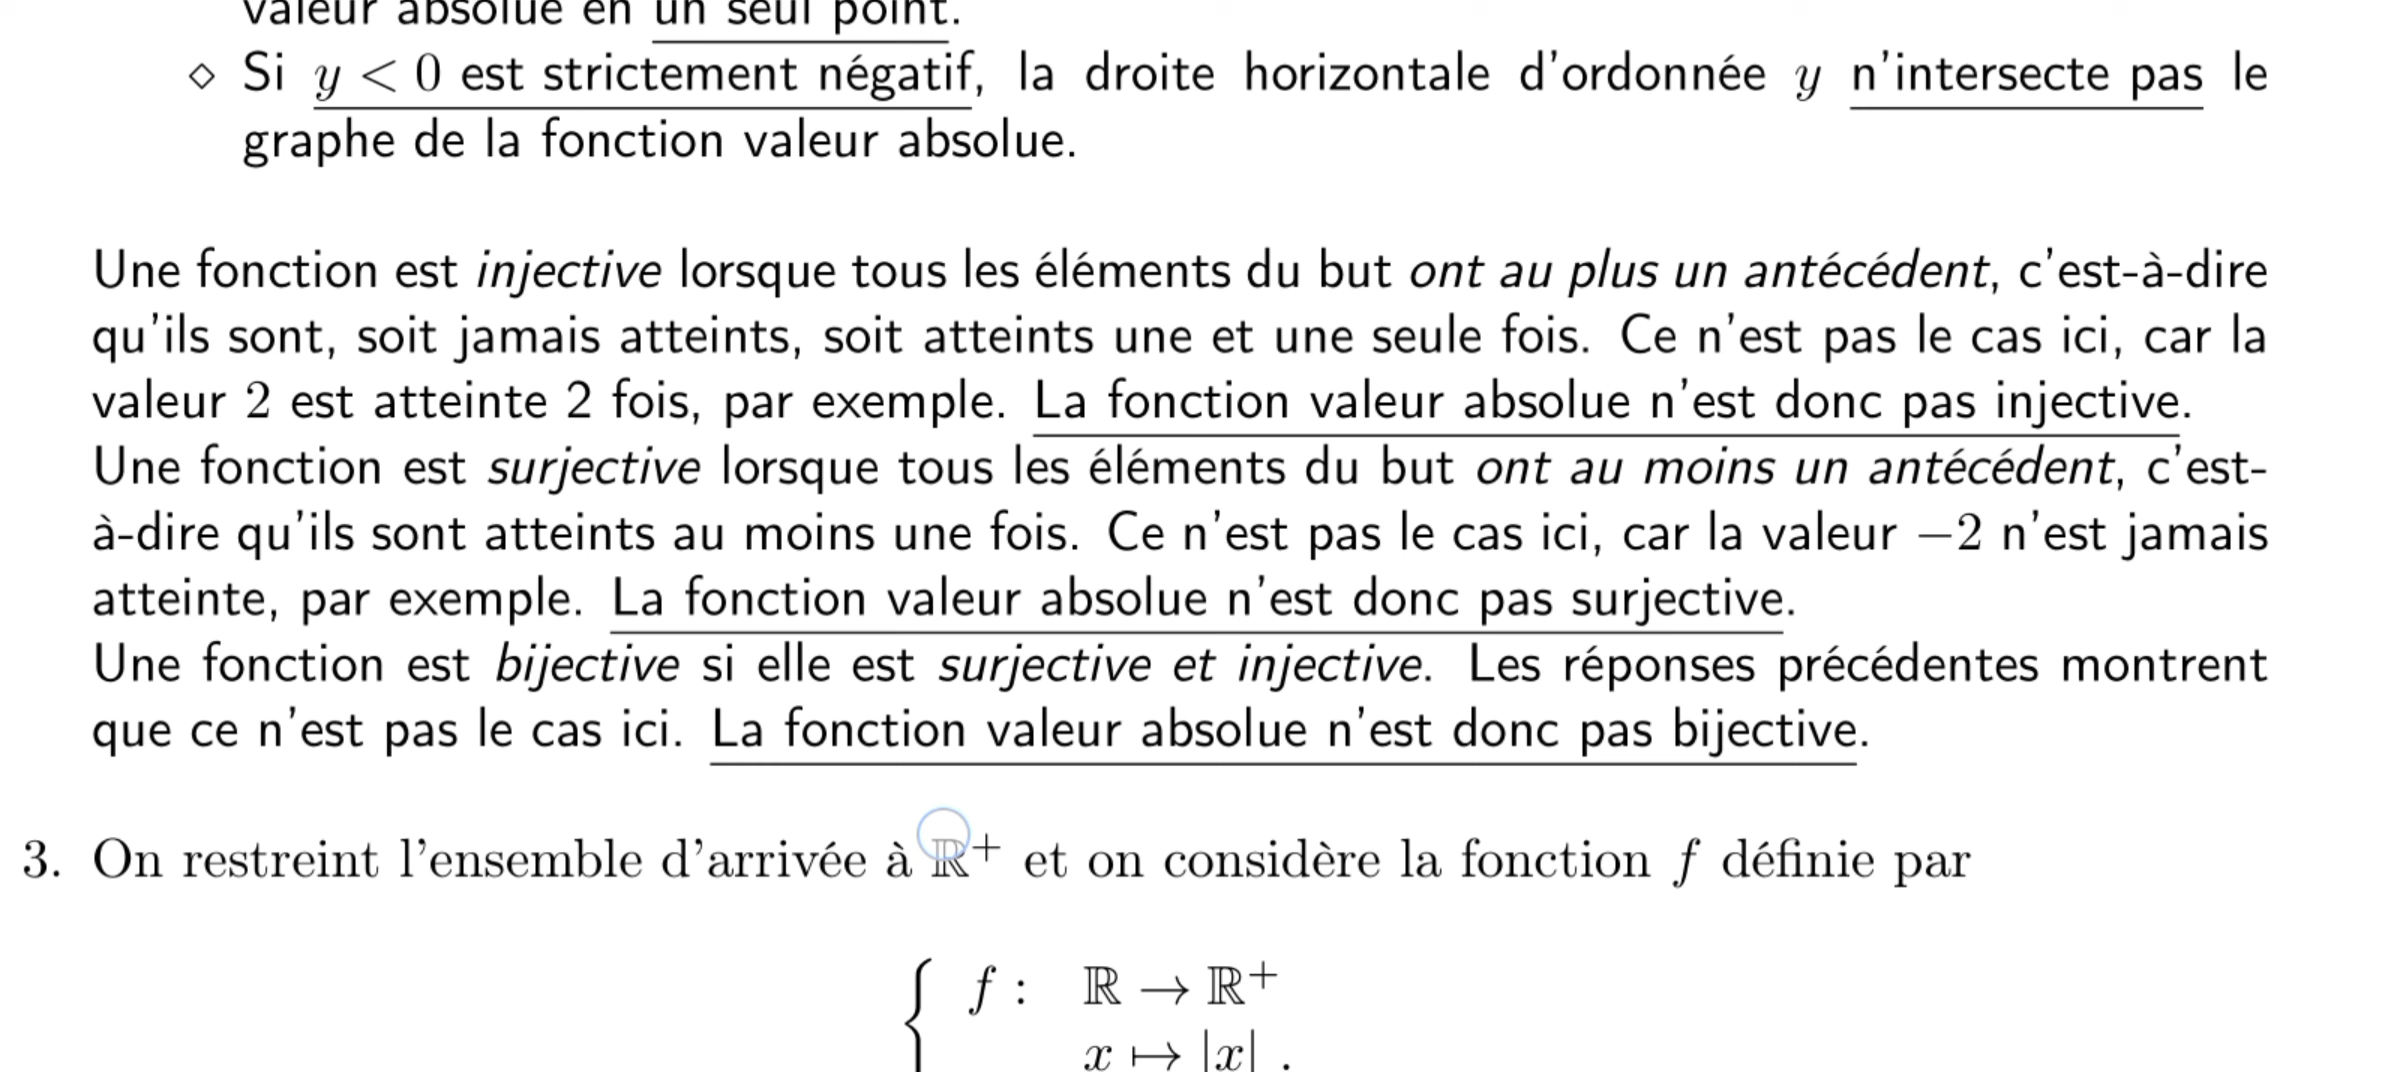 valeur absolue en un seul point.
◇ Si y < 0 est strictement négatif, la droite horizontale d'ordonnée y n'intersecte pas le
graphe de la fonction valeur absolue.
Une fonction est injective lorsque tous les éléments du but ont au plus un antécédent, c'est-à-dire
qu'ils sont, soit jamais atteints, soit atteints une et une seule fois. Ce n'est pas le cas ici, car la
valeur 2 est atteinte 2 fois, par exemple. La fonction valeur absolue n'est donc pas injective.
Une fonction est surjective lorsque tous les éléments du but ont au moins un antécédent, c'est-
à-dire qu'ils sont atteints au moins une fois. Ce n'est pas le cas ici, car la valeur −2 n'est jamais
atteinte, par exemple. La fonction valeur absolue n'est donc pas surjective.
Une fonction est bijective si elle est surjective et injective. Les réponses précédentes montrent
que ce n'est pas le cas ici. La fonction valeur absolue n'est donc pas bijective.
3. On restreint l'ensemble d'arrivée à ℝ⁺ et on considère la fonction f définie par
f : ℝ → ℝ⁺
x ↦ |x| .